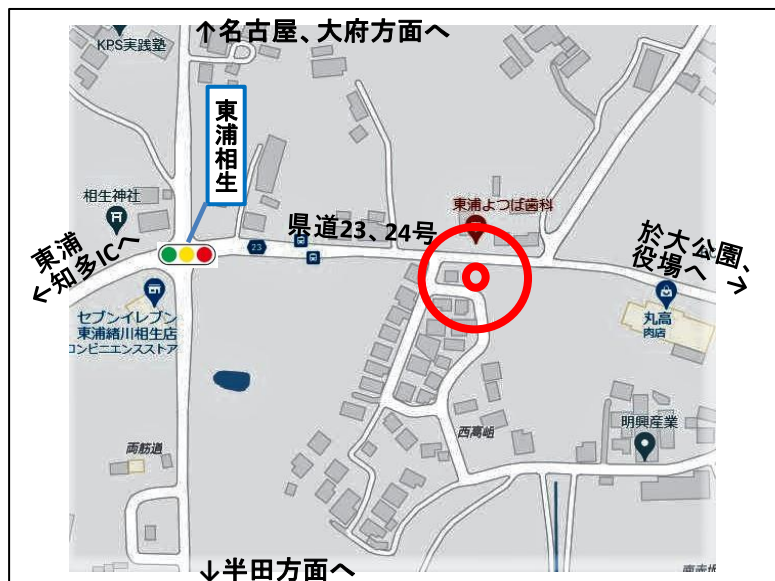 ↑名古屋、大府方面へ
KPS実践塾
東浦相生
相生神社
東浦よつば歯科
県道23、24号
東浦
←知多ICへ
於大公園、
役場へ→
23
セブンイレブン
東浦緒川相生店
コンビニエンスストア
丸高
肉店
明興産業
西高岨
両筋道
↓半田方面へ